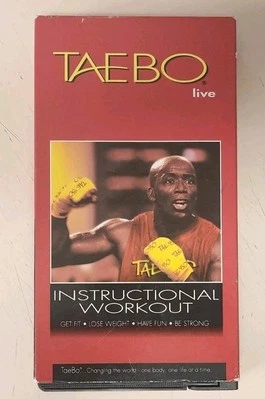 TAEBO®
live
TAE
INSTRUCTIONAL
WORKOUT
GET FIT • LOSE WEIGHT • HAVE FUN • BE STRONG
TaeBo® Changing the world - one body, one life at a time.